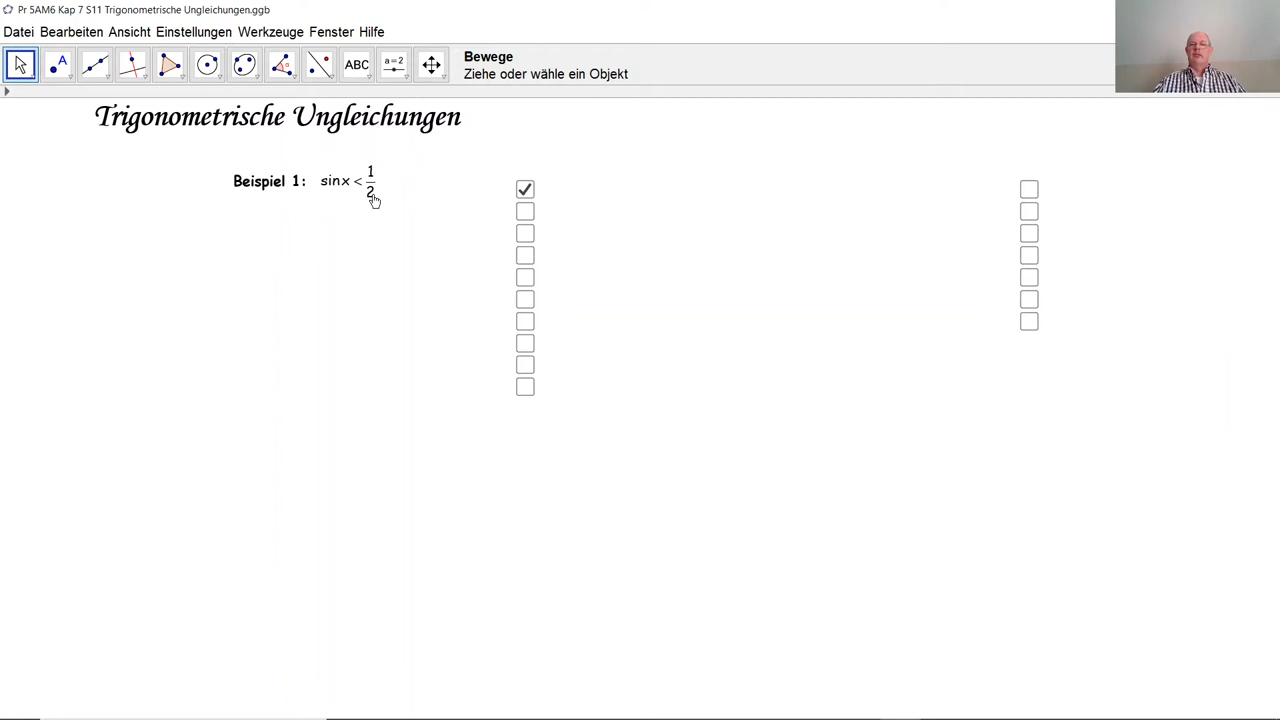 Pr 5AM6 Kap 7 S11 Trigonometrische Ungleichungen.ggb
Datei Bearbeiten Ansicht Einstellungen Werkzeuge Fenster Hilfe
A
ABC
a=2
Bewege
Ziehe oder wähle ein Objekt
Trigonometrische Ungleichungen
Beispiel 1: sinx < 1/2